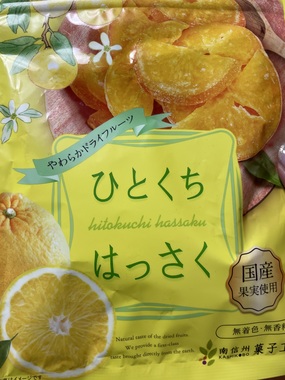 やわらかドライフルーツ
ひとくち
hitokuchi hassaku
はっさく
国産
果実使用
無着色・無香料
Natural taste of the dried fruits.
We provide a first-class
taste brought directly from the earth.
南信州菓子工